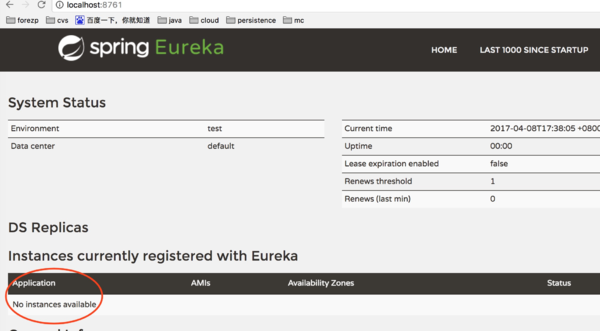 localhost:8761
forezp cvs 百度一下，你就知道 java cloud persistence mc
spring Eureka HOME LAST 1000 SINCE STARTUP
System Status
Environment test
Data center default
Current time 2017-04-08T17:38:05 +0800
Uptime 00:00
Lease expiration enabled false
Renews threshold 1
Renews (last min) 0
DS Replicas
Instances currently registered with Eureka
Application AMIs Availability Zones Status
No instances available